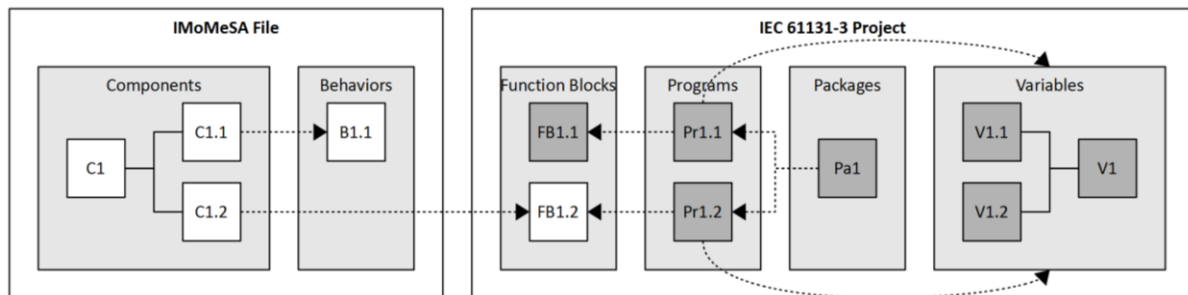 IMoMeSA File
IEC 61131-3 Project
Components
Behaviors
Function Blocks
Programs
Packages
Variables
C1.1
B1.1
FB1.1
Pr1.1
V1.1
C1
Pa1
V1
C1.2
FB1.2
Pr1.2
V1.2